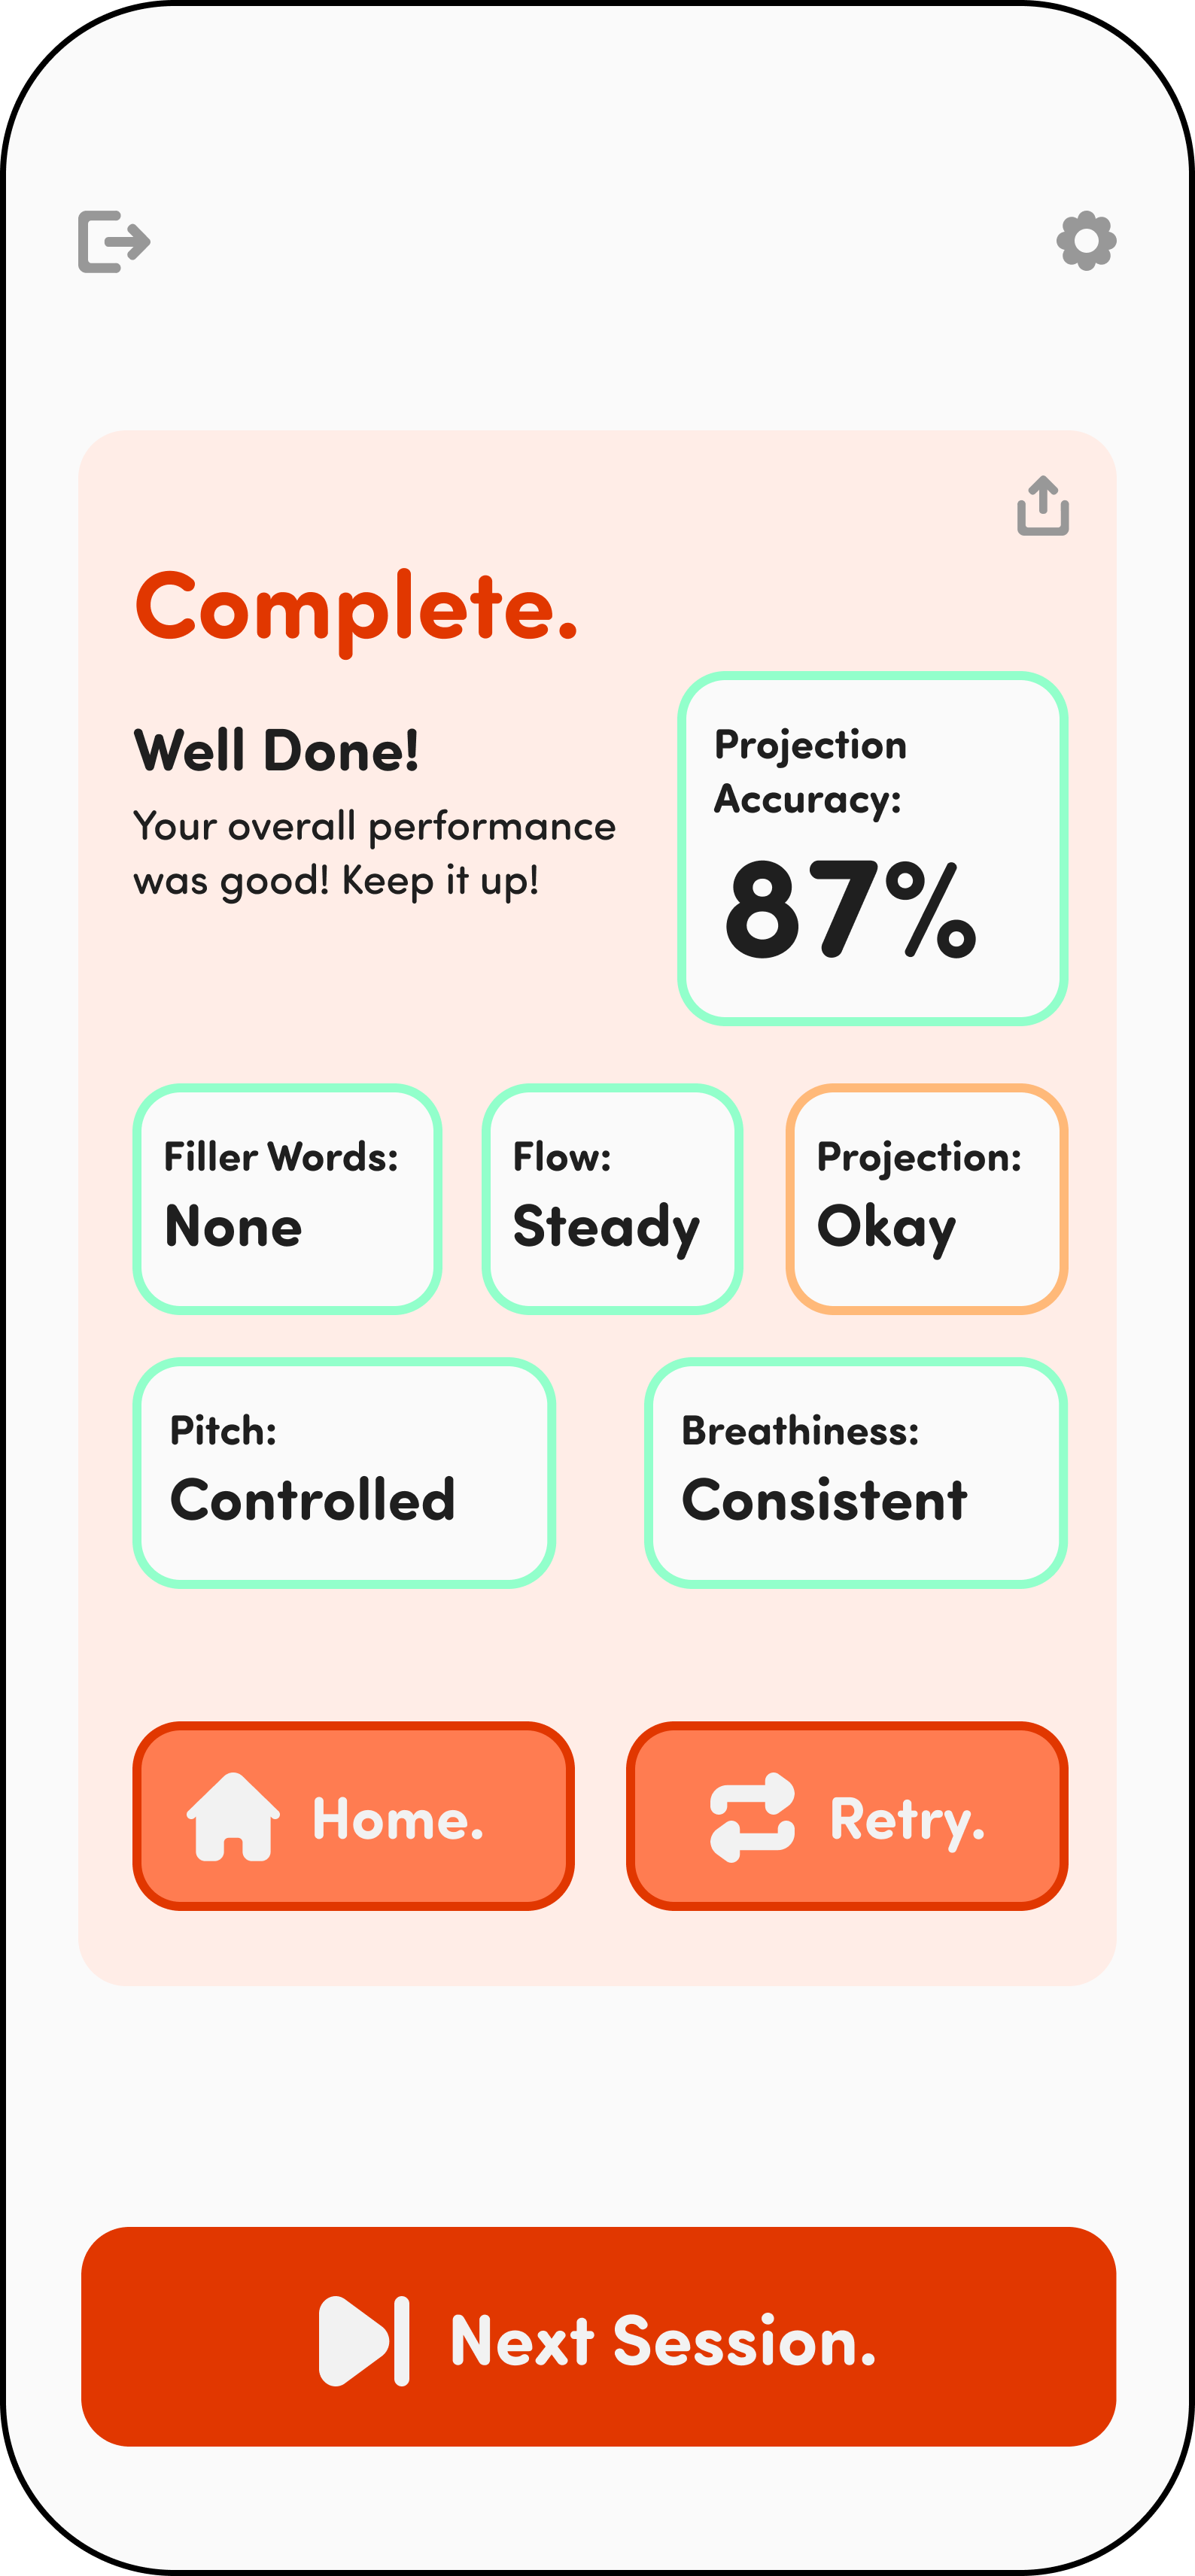 Complete.
Well Done!
Your overall performance
was good! Keep it up!
Projection
Accuracy:
87%
Filler Words:
None
Flow:
Steady
Projection:
Okay
Pitch:
Controlled
Breathiness:
Consistent
Home.
Retry.
Next Session.